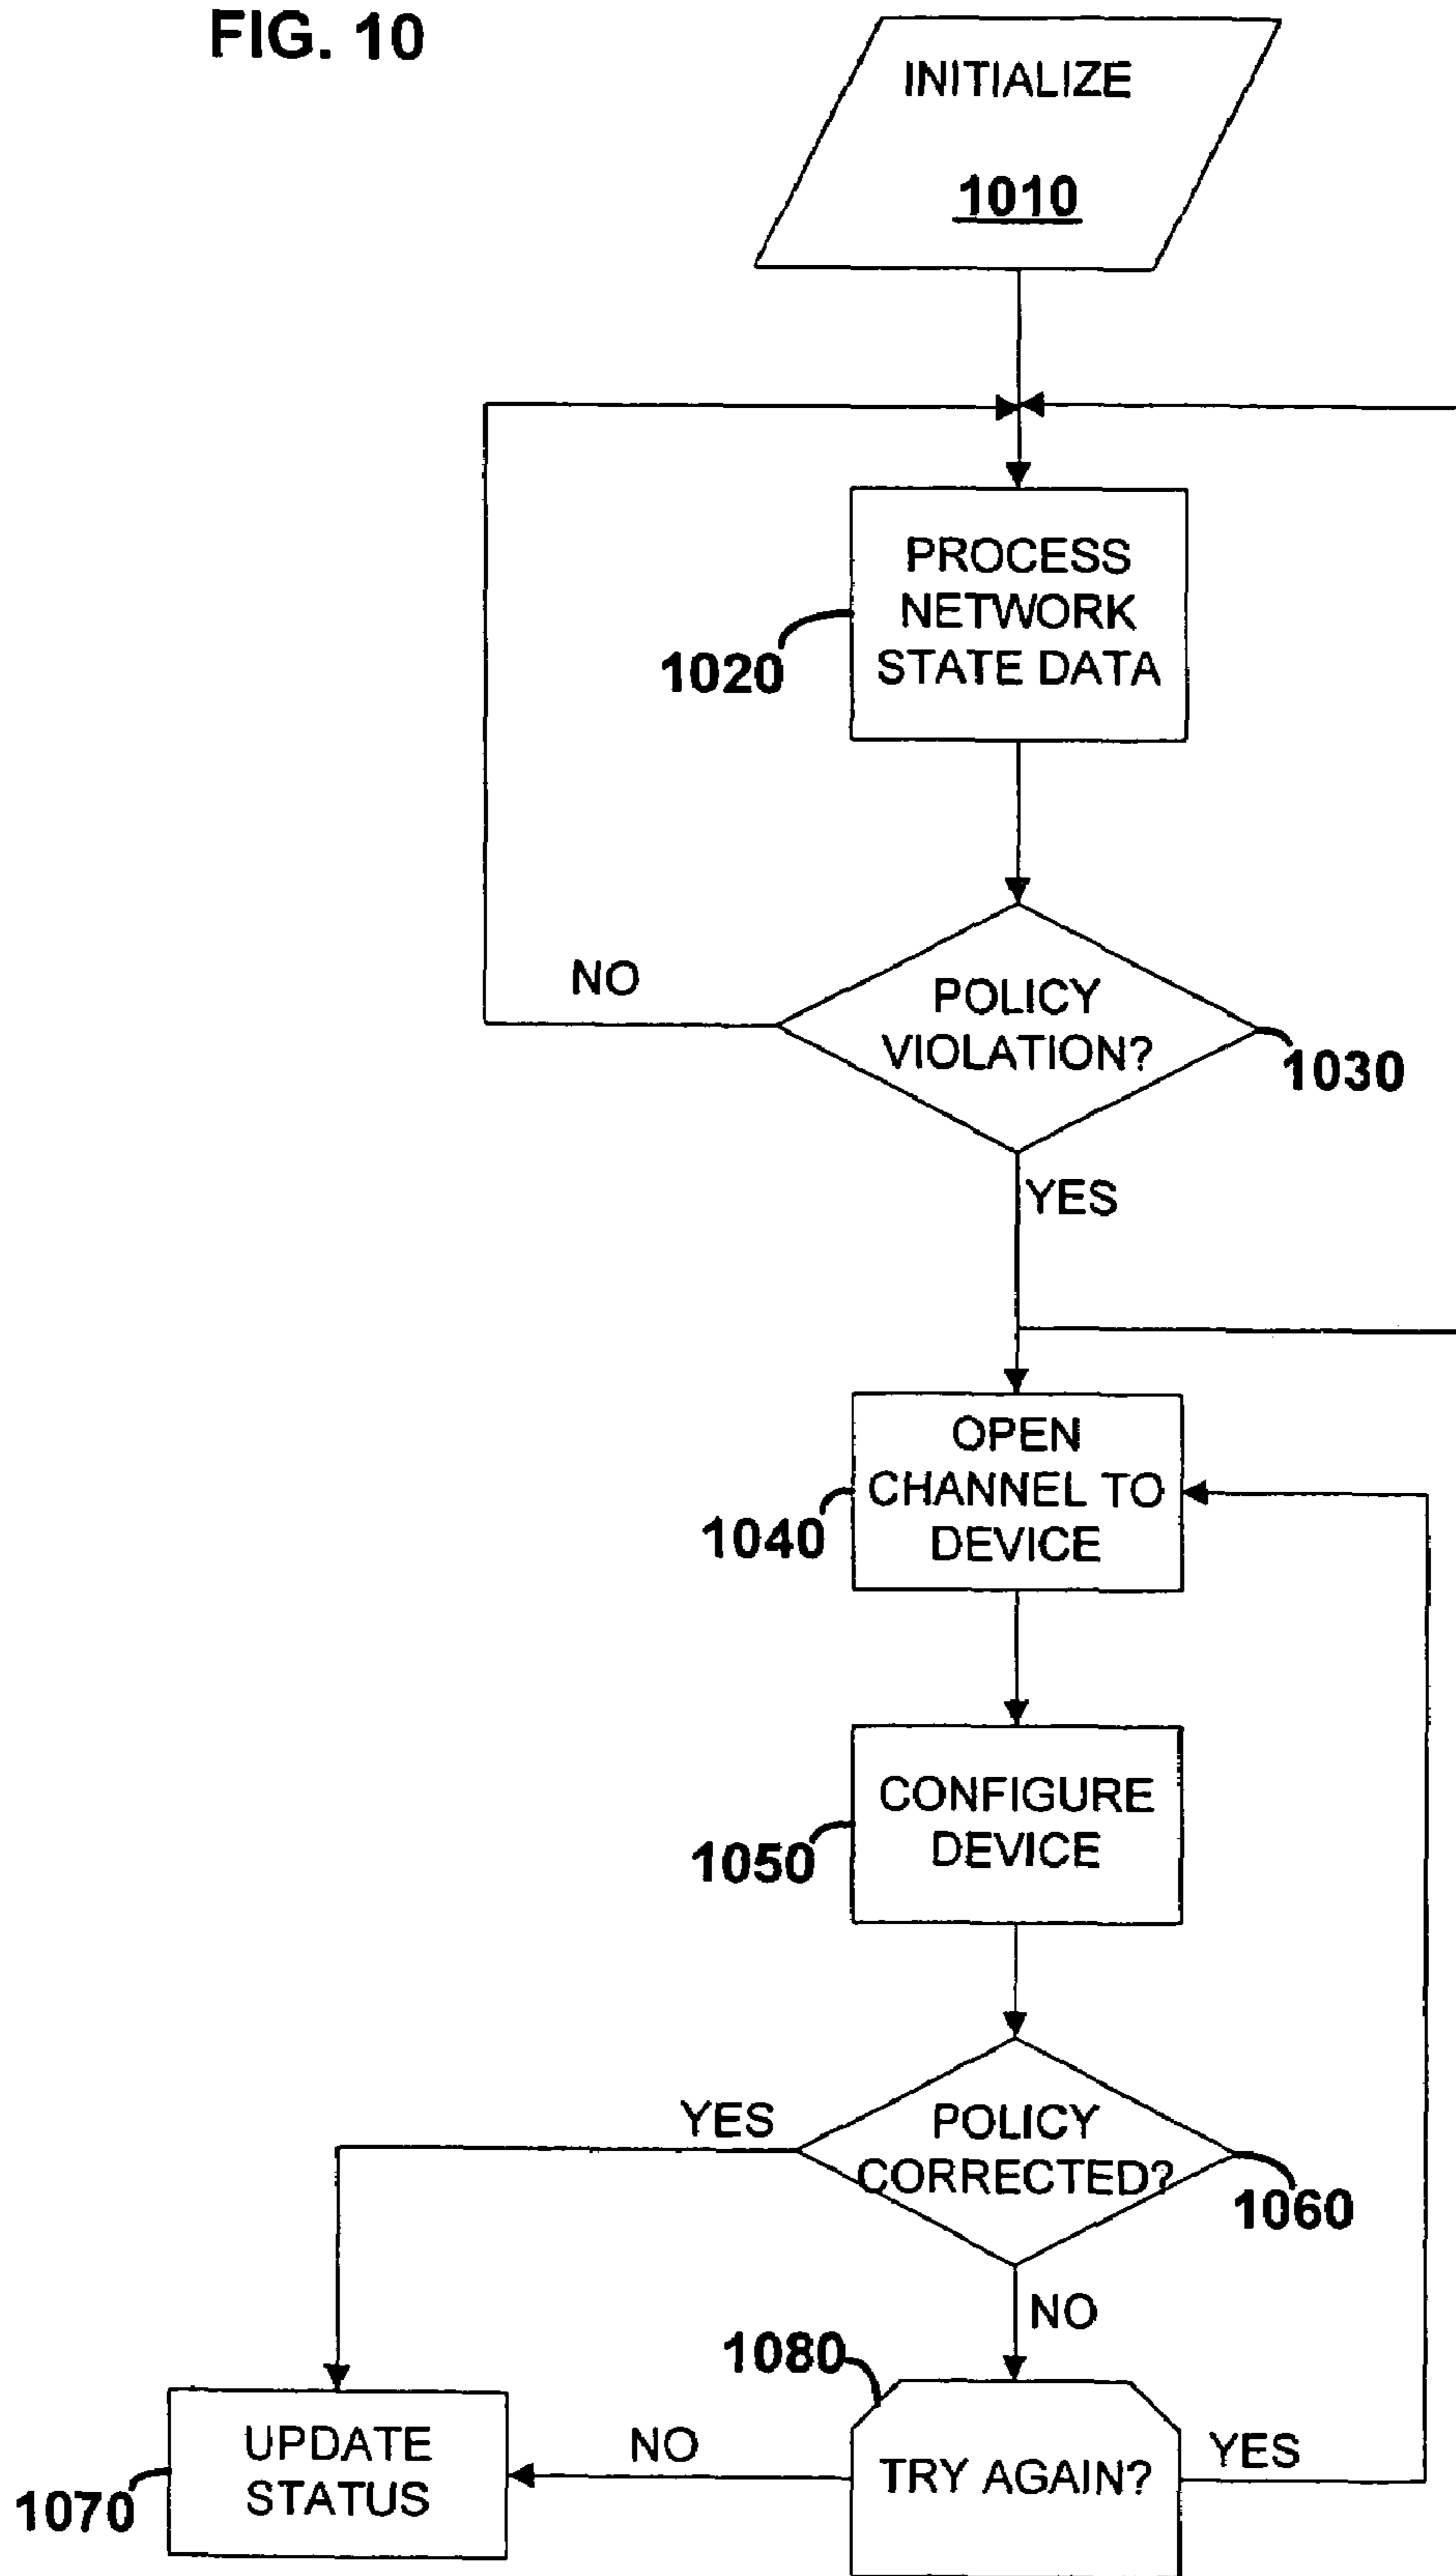 FIG. 10
INITIALIZE
1010
PROCESS
NETWORK
STATE DATA
1020
NO
POLICY
VIOLATION?
1030
YES
OPEN
CHANNEL TO
DEVICE
1040
CONFIGURE
DEVICE
1050
YES
POLICY
CORRECTED?
1060
NO
1080
UPDATE
STATUS
1070
NO
TRY AGAIN?
YES